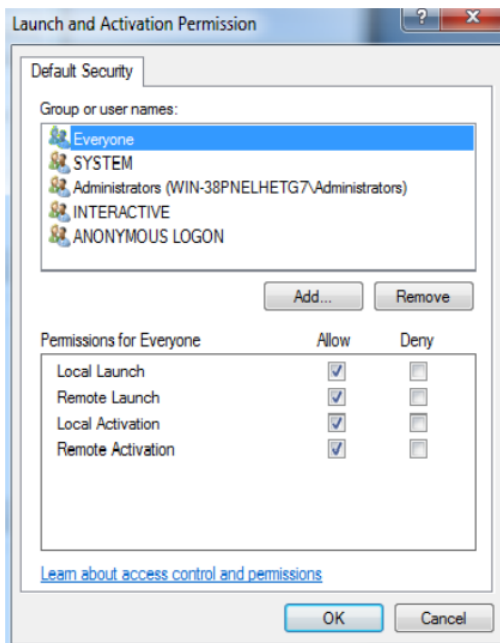 Launch and Activation Permission
Default Security
Group or user names:
Everyone
SYSTEM
Administrators (WIN-38PNELHETG7\Administrators)
INTERACTIVE
ANONYMOUS LOGON
Add... Remove
Permissions for Everyone Allow Deny
Local Launch
Remote Launch
Local Activation
Remote Activation
Learn about access control and permissions
OK Cancel